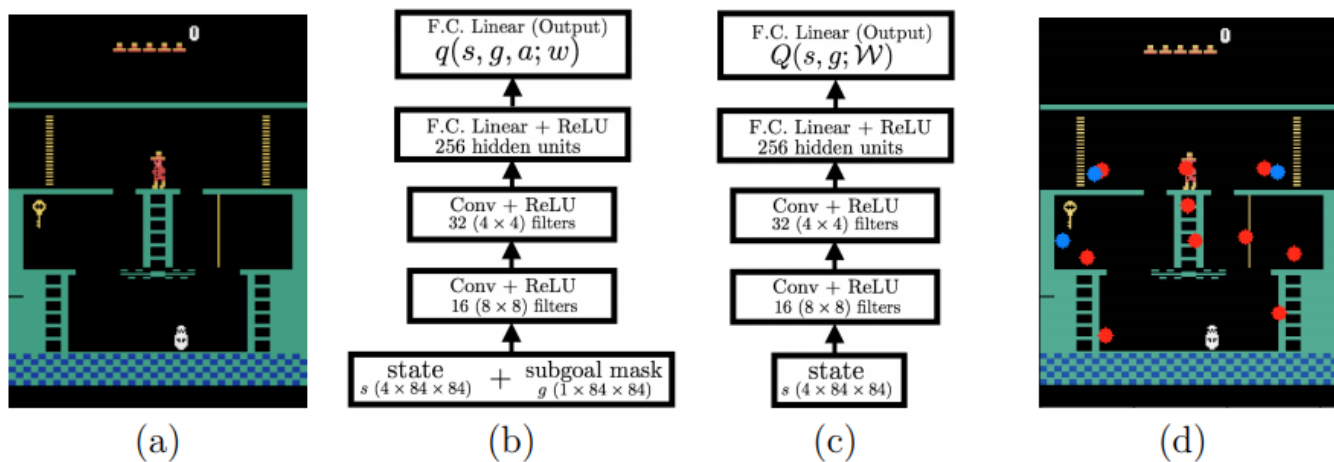 0
F.C. Linear (Output)
q(s, g, a; w)
F.C. Linear + ReLU
256 hidden units
Conv + ReLU
32 (4 × 4) filters
Conv + ReLU
16 (8 × 8) filters
state + subgoal mask
s (4 × 84 × 84) g (1 × 84 × 84)
F.C. Linear (Output)
Q(s, g; 𝒲)
F.C. Linear + ReLU
256 hidden units
Conv + ReLU
32 (4 × 4) filters
Conv + ReLU
16 (8 × 8) filters
state
s (4 × 84 × 84)
0
(a) (b) (c) (d)